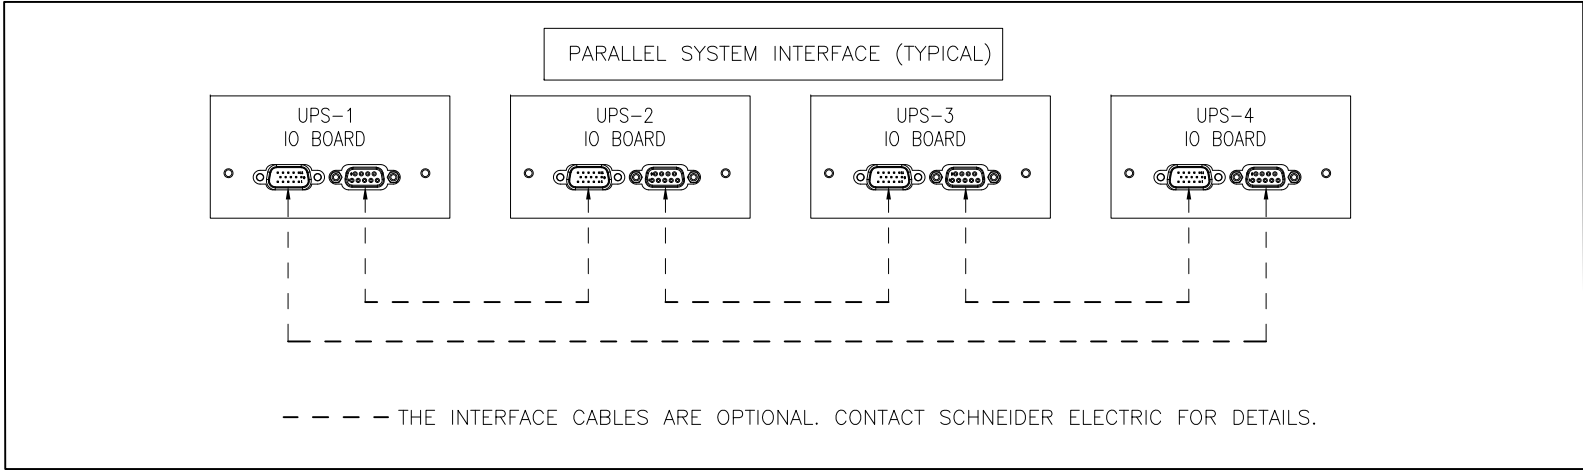 PARALLEL SYSTEM INTERFACE (TYPICAL)
UPS-1
IO BOARD
UPS-2
IO BOARD
UPS-3
IO BOARD
UPS-4
IO BOARD
THE INTERFACE CABLES ARE OPTIONAL. CONTACT SCHNEIDER ELECTRIC FOR DETAILS.